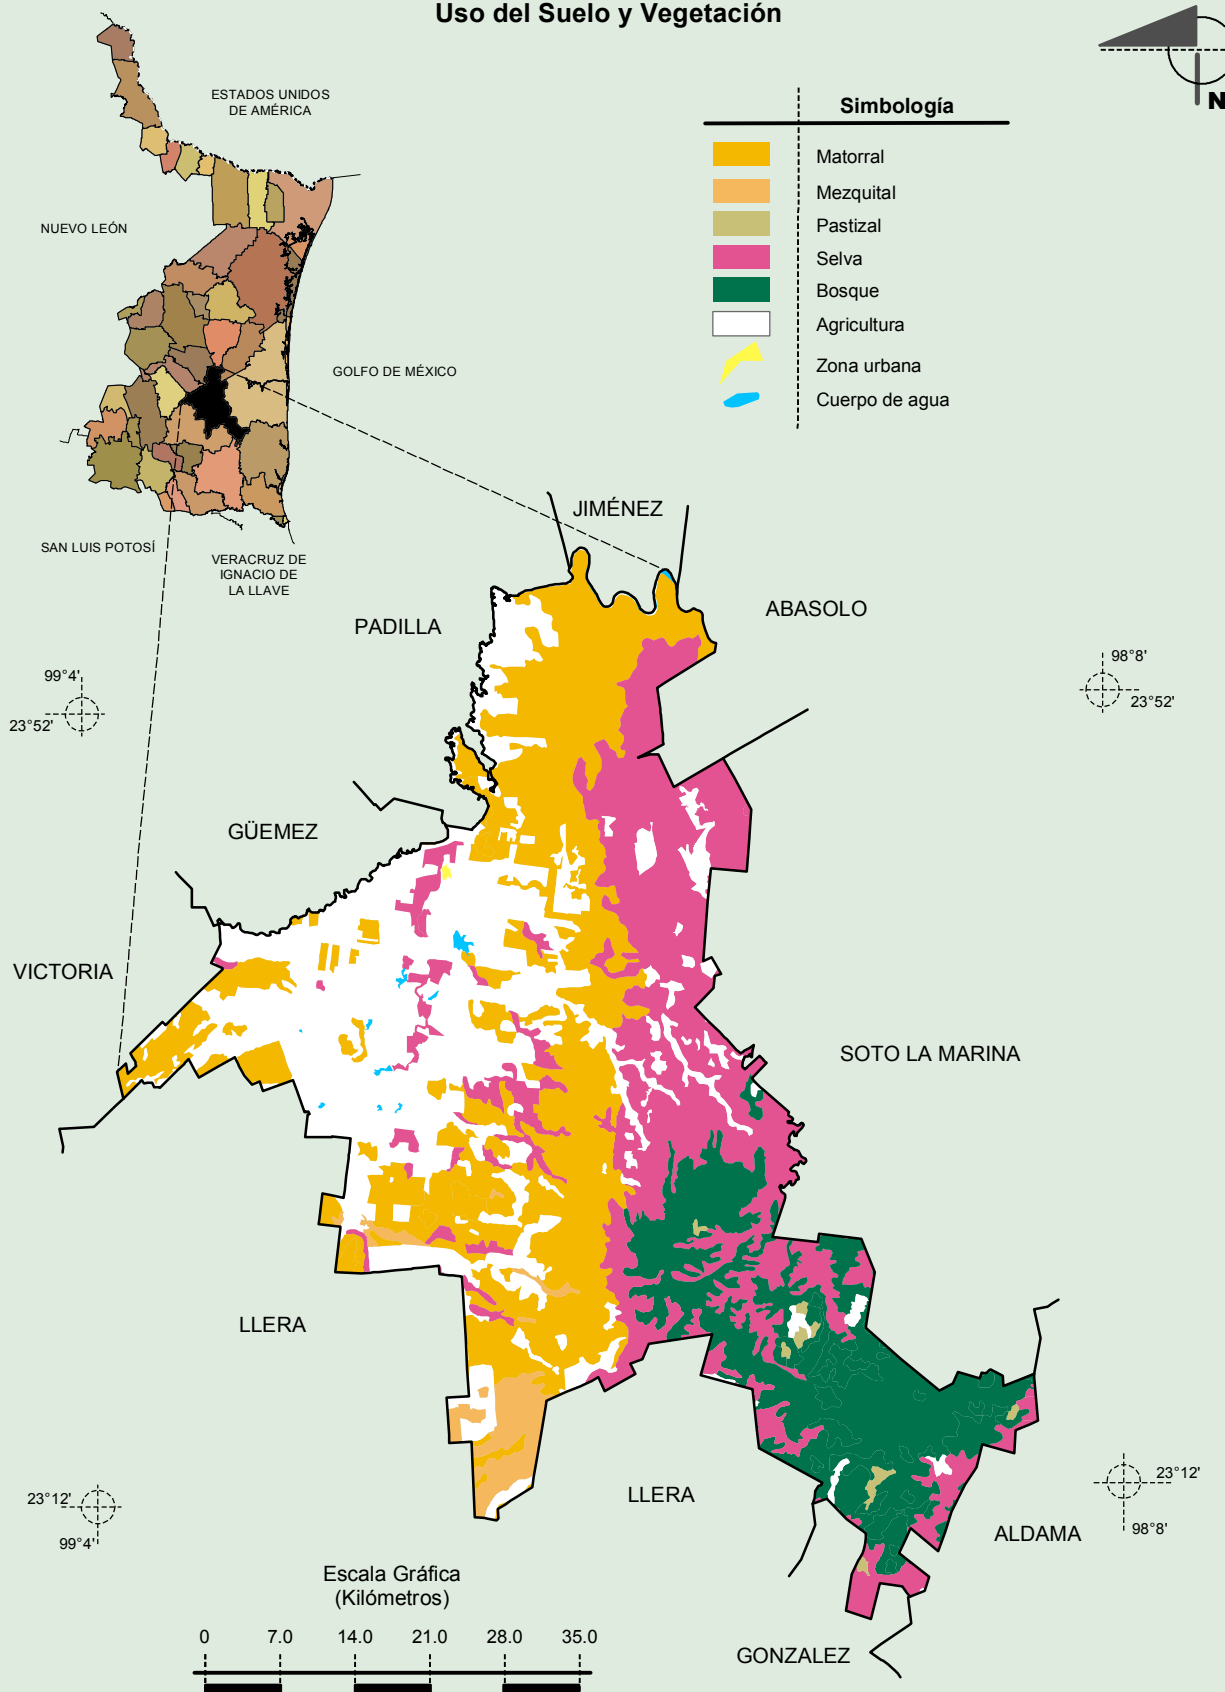 Uso del Suelo y Vegetación
N
ESTADOS UNIDOS
DE AMÉRICA
NUEVO LEÓN
GOLFO DE MÉXICO
SAN LUIS POTOSÍ
VERACRUZ DE
IGNACIO DE
LA LLAVE
Simbología
Matorral
Mezquital
Pastizal
Selva
Bosque
Agricultura
Zona urbana
Cuerpo de agua
JIMÉNEZ
PADILLA
ABASOLO
99°4'
23°52'
98°8'
23°52'
GÜEMEZ
VICTORIA
SOTO LA MARINA
LLERA
LLERA
23°12'
99°4'
23°12'
98°8'
ALDAMA
GONZALEZ
Escala Gráfica
(Kilómetros)
0 7.0 14.0 21.0 28.0 35.0